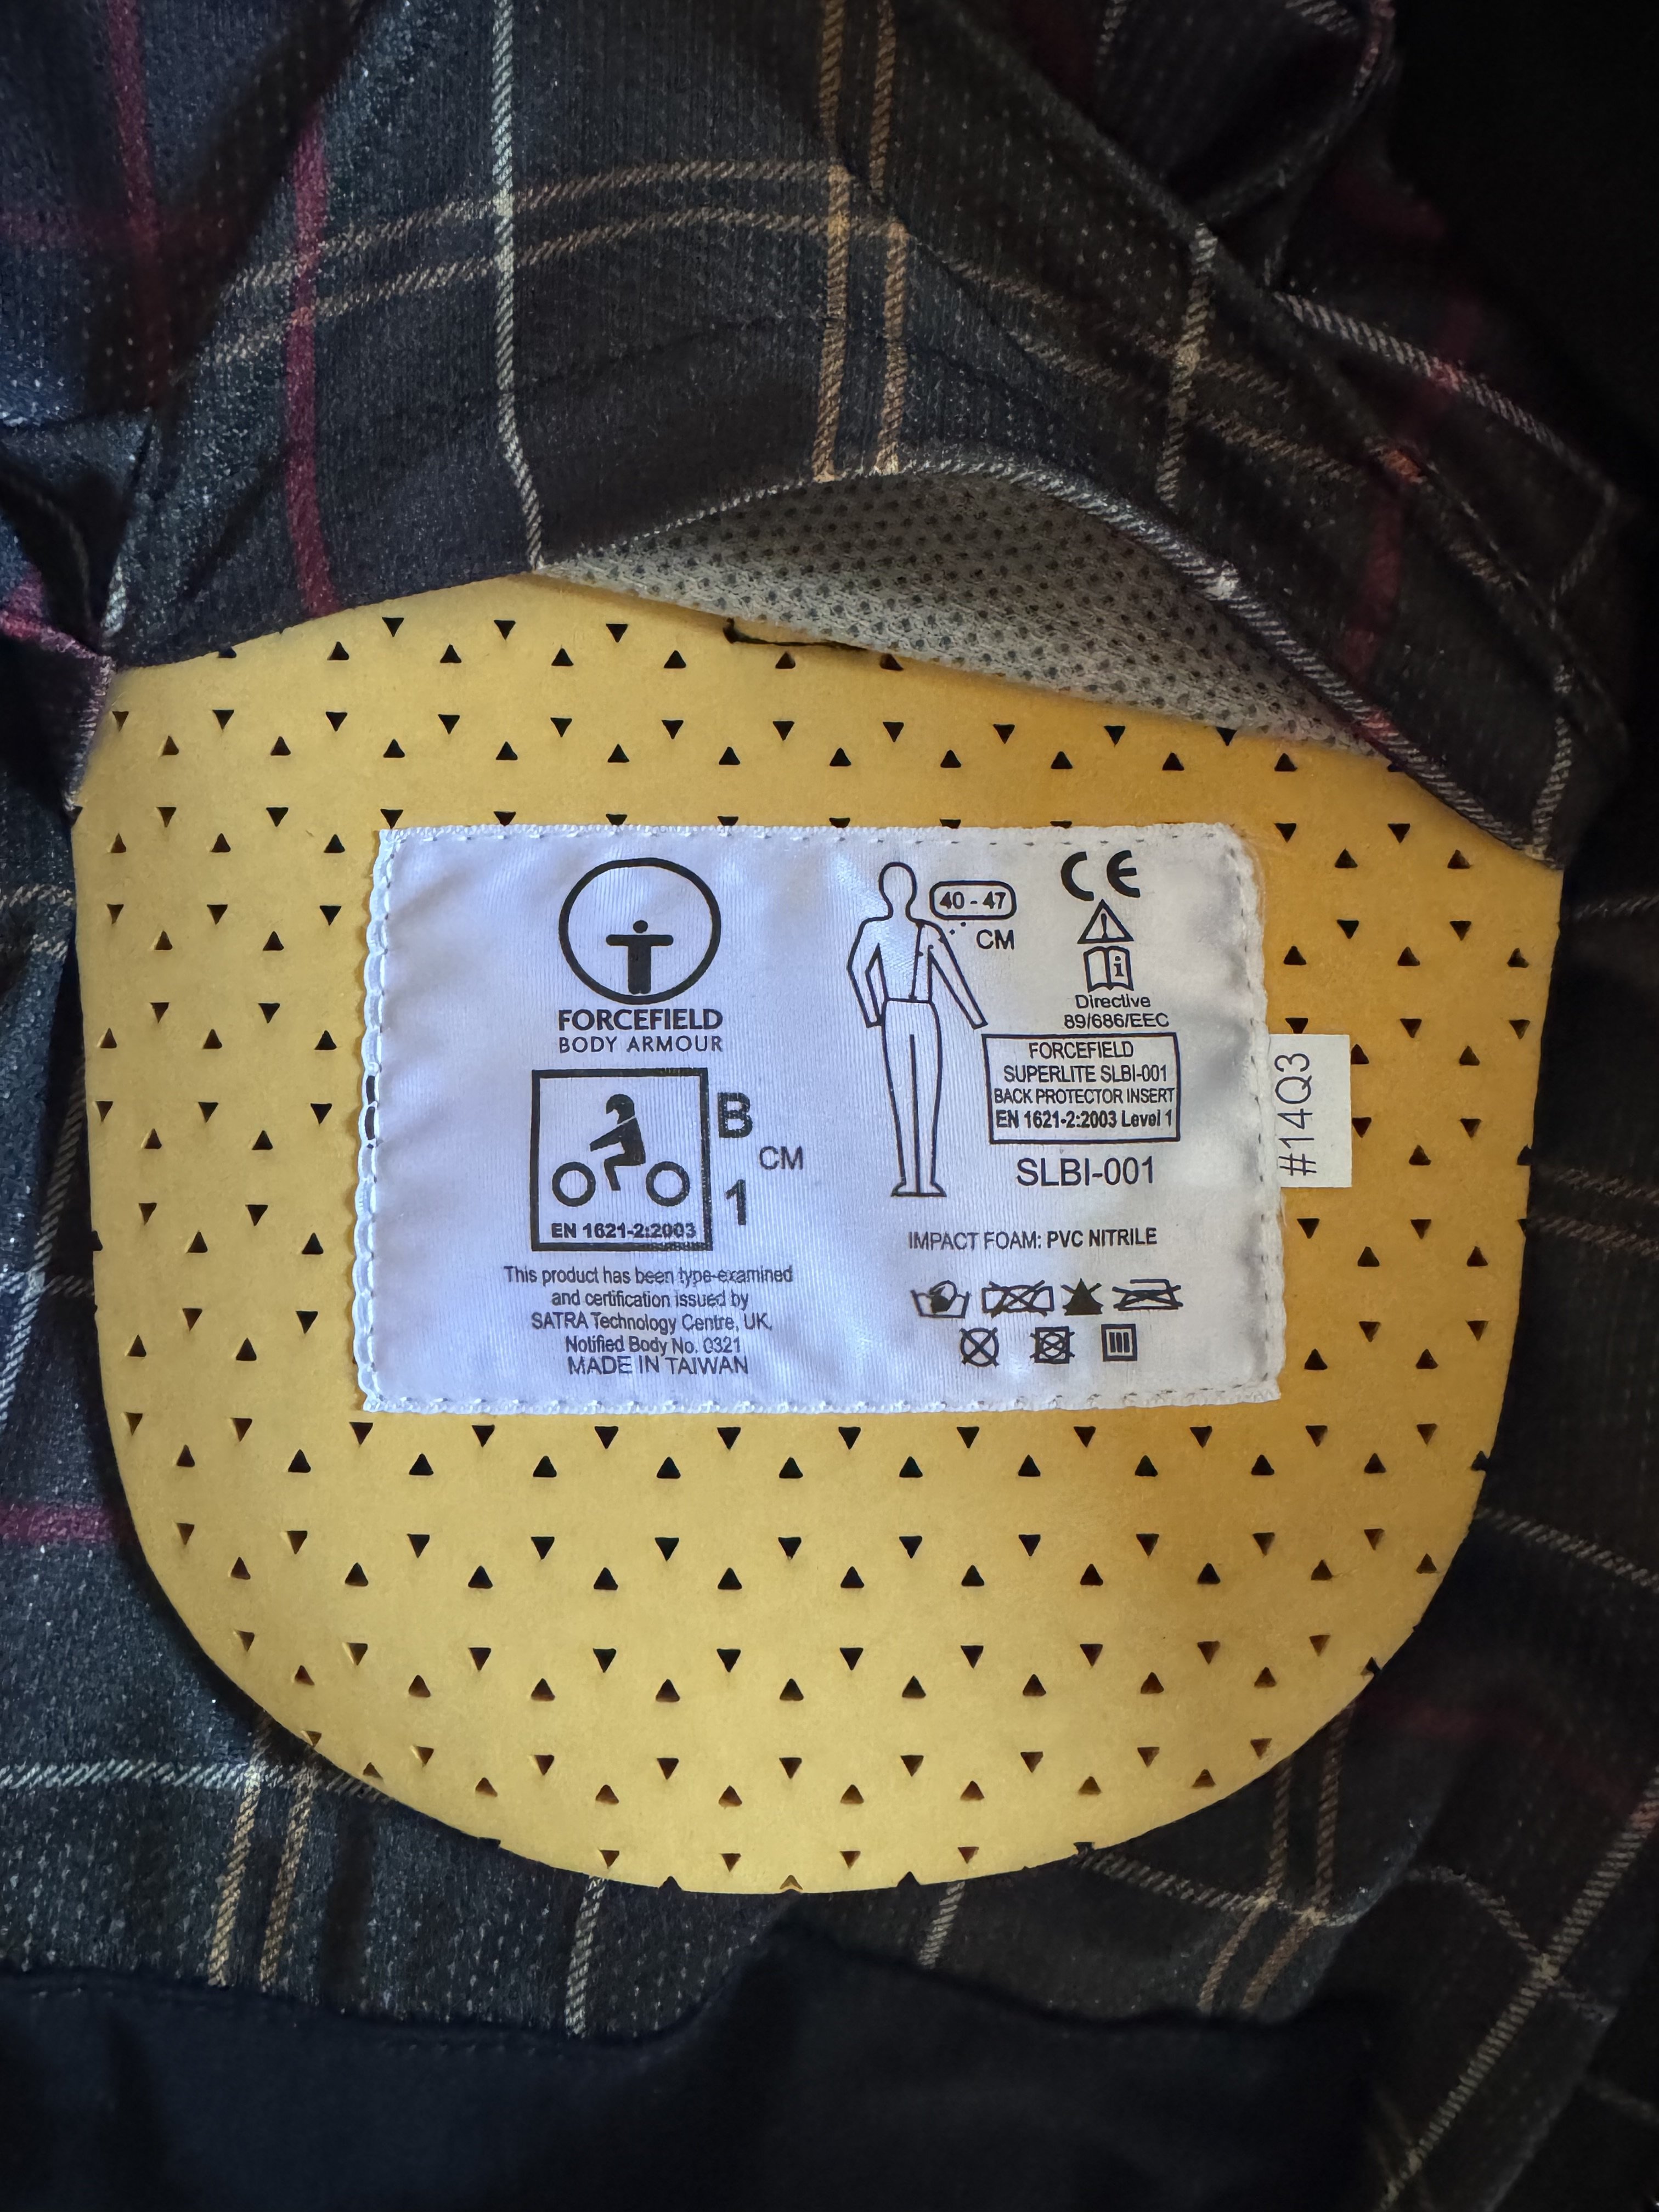 FORCEFIELD
BODY ARMOUR
B
CM
1
EN 1621-2:2003
This product has been type-examined
and certification issued by
SATRA Technology Centre, UK.
Notified Body No. 0321
MADE IN TAIWAN
40 - 47
CM
CE
i
Directive
89/686/EEC
FORCEFIELD
SUPERLITE SLBI-001
BACK PROTECTOR INSERT
EN 1621-2:2003 Level 1
SLBI-001
IMPACT FOAM: PVC NITRILE
#14Q3